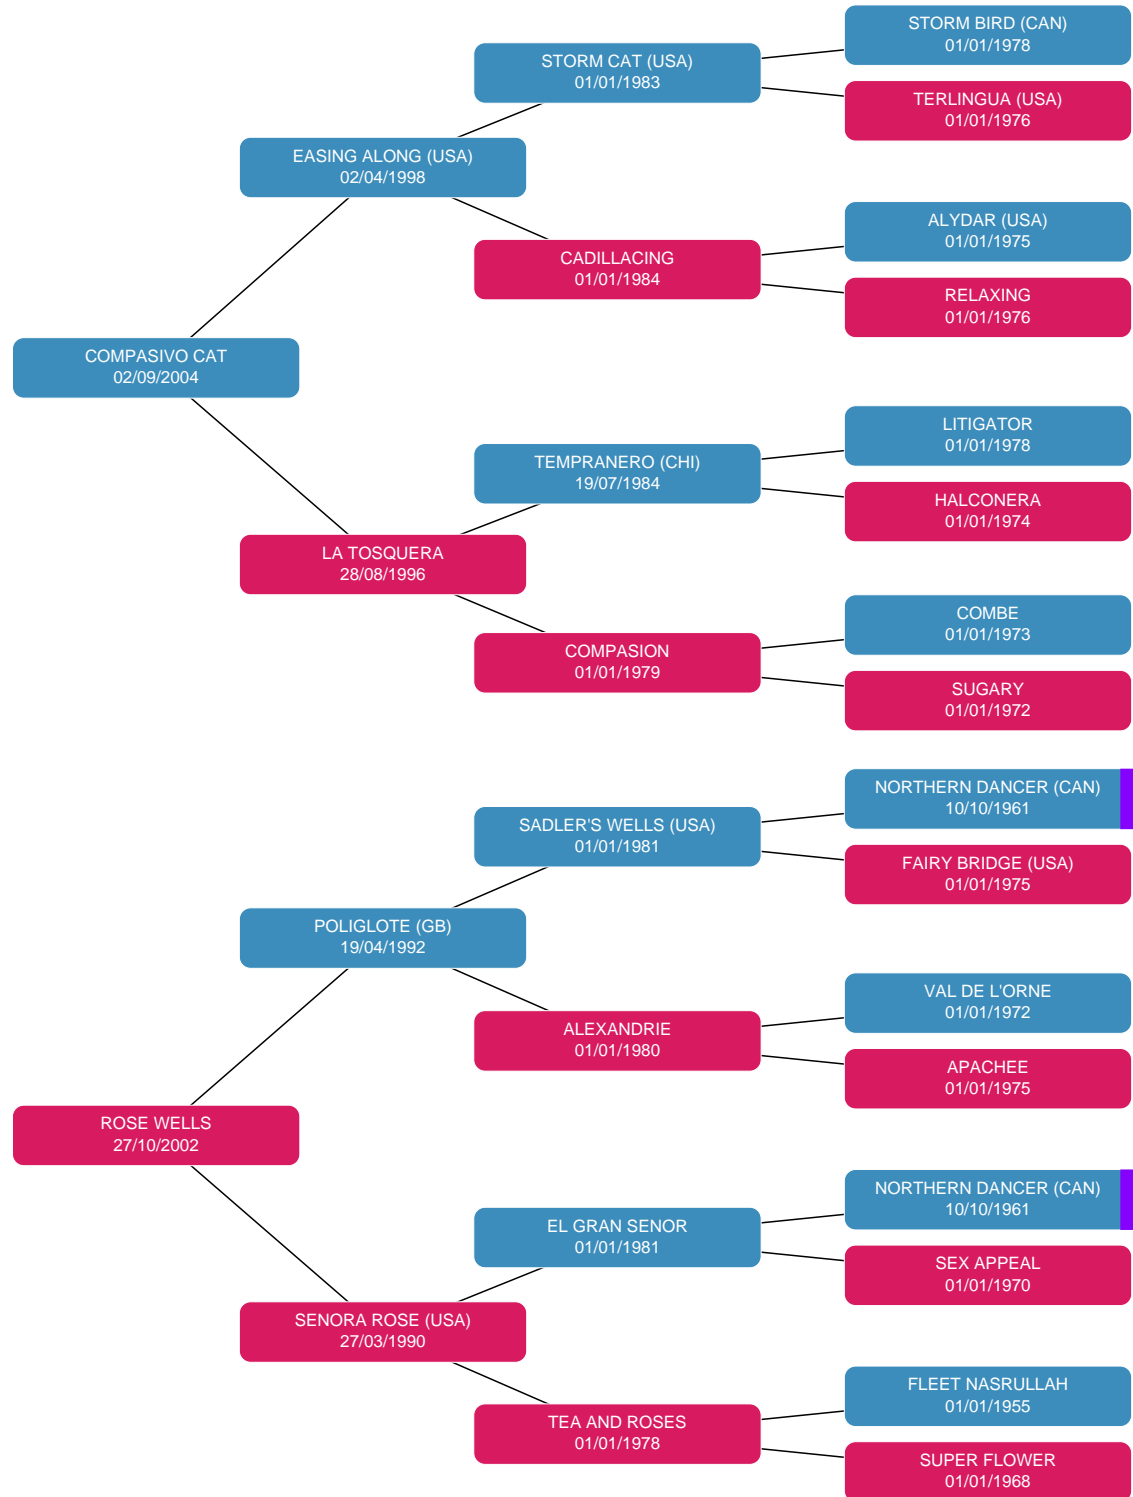 STORM BIRD (CAN)
01/01/1978
STORM CAT (USA)
01/01/1983
TERLINGUA (USA)
01/01/1976
EASING ALONG (USA)
02/04/1998
ALYDAR (USA)
01/01/1975
CADILLACING
01/01/1984
RELAXING
01/01/1976
COMPASIVO CAT
02/09/2004
LITIGATOR
01/01/1978
TEMPRANERO (CHI)
19/07/1984
HALCONERA
01/01/1974
LA TOSQUERA
28/08/1996
COMBE
01/01/1973
COMPASION
01/01/1979
SUGARY
01/01/1972
NORTHERN DANCER (CAN)
10/10/1961
SADLER'S WELLS (USA)
01/01/1981
FAIRY BRIDGE (USA)
01/01/1975
POLIGLOTE (GB)
19/04/1992
VAL DE L'ORNE
01/01/1972
ALEXANDRIE
01/01/1980
APACHEE
01/01/1975
ROSE WELLS
27/10/2002
NORTHERN DANCER (CAN)
10/10/1961
EL GRAN SENOR
01/01/1981
SEX APPEAL
01/01/1970
SENORA ROSE (USA)
27/03/1990
FLEET NASRULLAH
01/01/1955
TEA AND ROSES
01/01/1978
SUPER FLOWER
01/01/1968